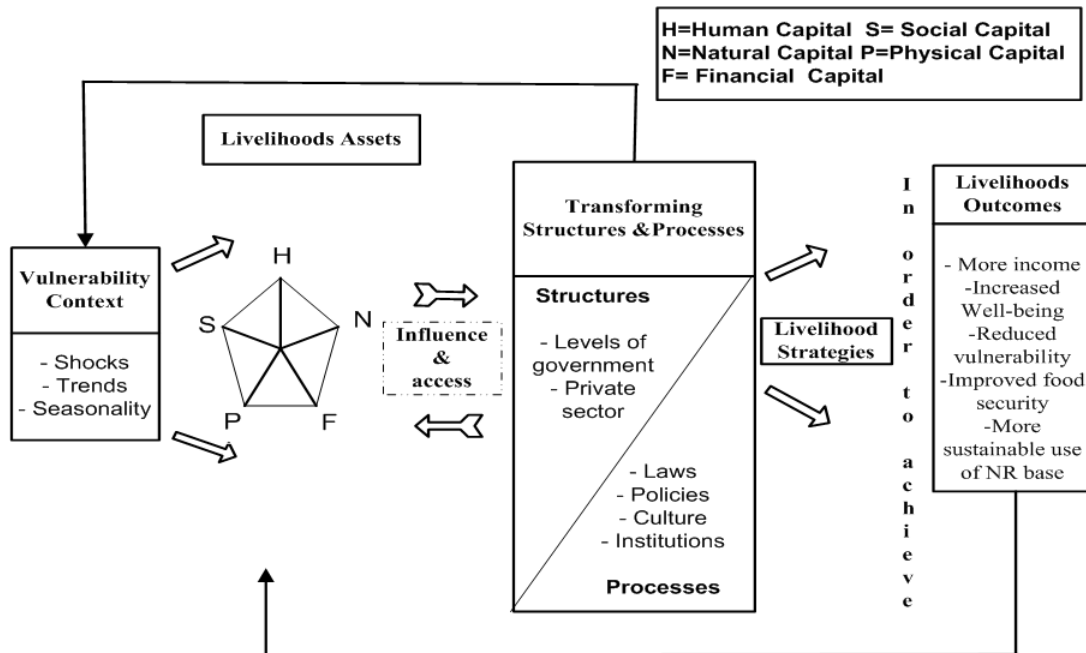 H=Human Capital S= Social Capital
N=Natural Capital P=Physical Capital
F= Financial Capital
Livelihoods Assets
Vulnerability
Context
- Shocks
- Trends
- Seasonality
H
S
N
P
F
Influence
&
access
Transforming
Structures &Processes
Structures
- Levels of
government
- Private
sector
- Laws
- Policies
- Culture
- Institutions
Processes
Livelihood
Strategies
In order to achieve
Livelihoods
Outcomes
- More income
-Increased
Well-being
-Reduced
vulnerability
-Improved food
security
-More
sustainable use
of NR base